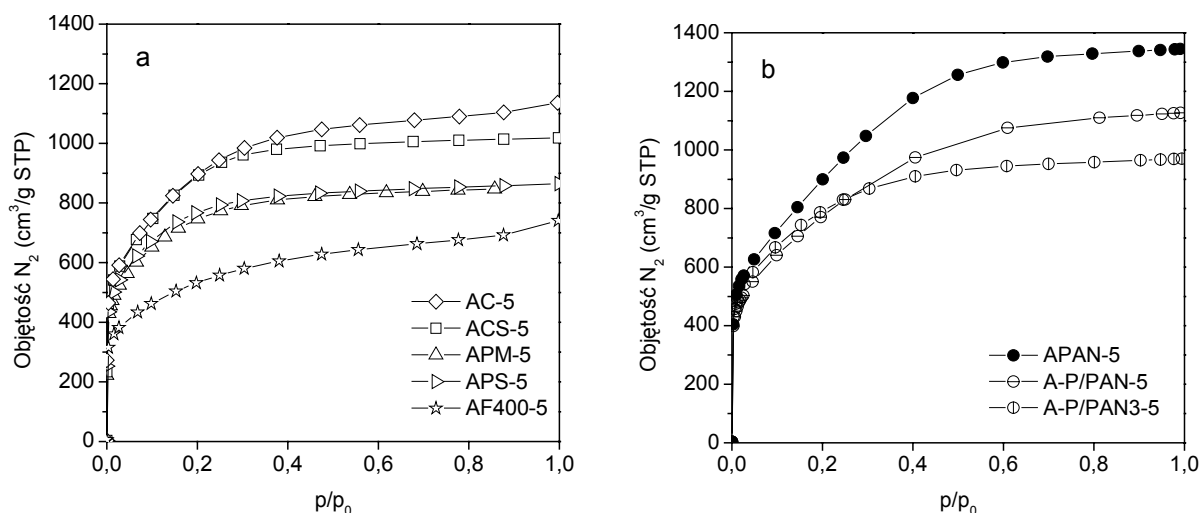 a
Objętość N2 (cm3/g STP)
1400
1200
1000
800
600
400
200
0
0,0 0,2 0,4 0,6 0,8 1,0
p/p0
AC-5
ACS-5
APM-5
APS-5
AF400-5
b
Objętość N2 (cm3/g STP)
1400
1200
1000
800
600
400
200
0
0,0 0,2 0,4 0,6 0,8 1,0
p/p0
APAN-5
A-P/PAN-5
A-P/PAN3-5